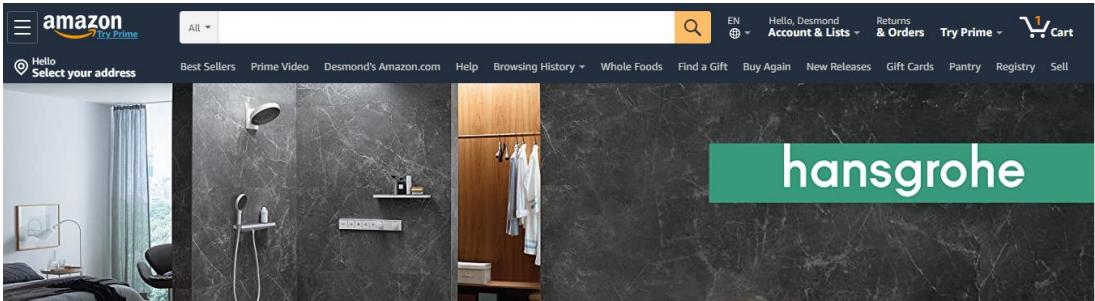 amazon
Try Prime
All
EN
Hello, Desmond
Account & Lists
Returns
& Orders
Try Prime
1
Cart
Hello
Select your address
Best Sellers Prime Video Desmond's Amazon.com Help Browsing History Whole Foods Find a Gift Buy Again New Releases Gift Cards Pantry Registry Sell
hansgrohe